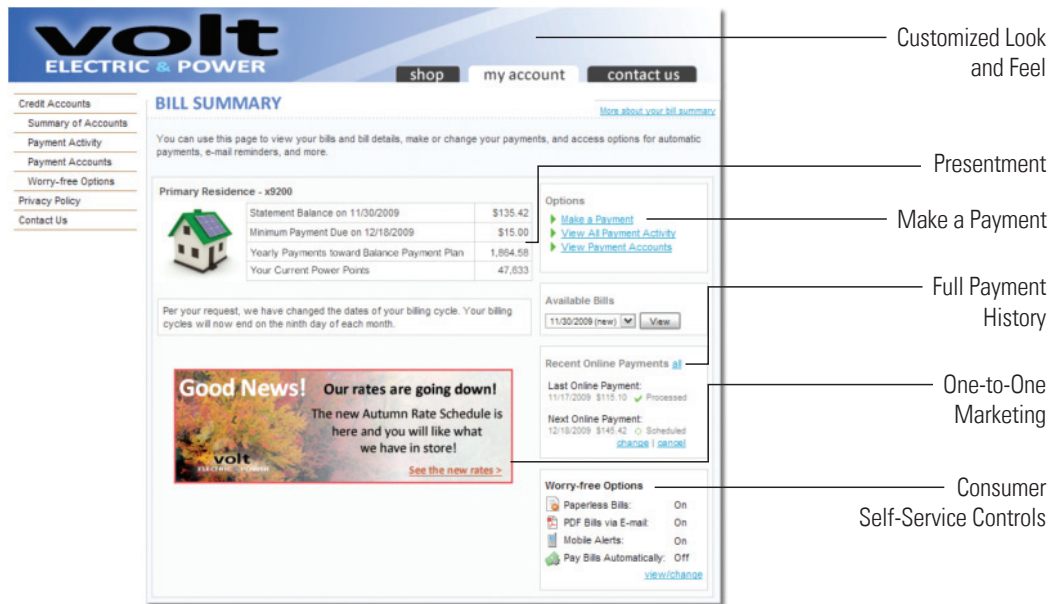 volt
ELECTRIC & POWER
shop
my account
contact us
Customized Look
and Feel
Credit Accounts
Summary of Accounts
Payment Activity
Payment Accounts
Worry-free Options
Privacy Policy
Contact Us
BILL SUMMARY
More about your bill summary
You can use this page to view your bills and bill details, make or change your payments, and access options for automatic
payments, e-mail reminders, and more.
Primary Residence - x9200
Statement Balance on 11/30/2009 $135.42
Minimum Payment Due on 12/18/2009 $15.00
Yearly Payments toward Balance Payment Plan 1,864.58
Your Current Power Points 47,633
Per your request, we have changed the dates of your billing cycle. Your billing
cycles will now end on the ninth day of each month.
Good News! Our rates are going down!
The new Autumn Rate Schedule is
here and you will like what
we have in store!
volt
ELECTRIC & POWER
See the new rates >
Options
Make a Payment
View All Payment Activity
View Payment Accounts
Available Bills
11/30/2009 (new) View
Recent Online Payments all
Last Online Payment:
11/17/2009 $115.10 Processed
Next Online Payment:
12/18/2009 $145.42 Scheduled
change | cancel
Worry-free Options
Paperless Bills: On
PDF Bills via E-mail: On
Mobile Alerts: On
Pay Bills Automatically: Off
view/change
Presentment
Make a Payment
Full Payment
History
One-to-One
Marketing
Consumer
Self-Service Controls